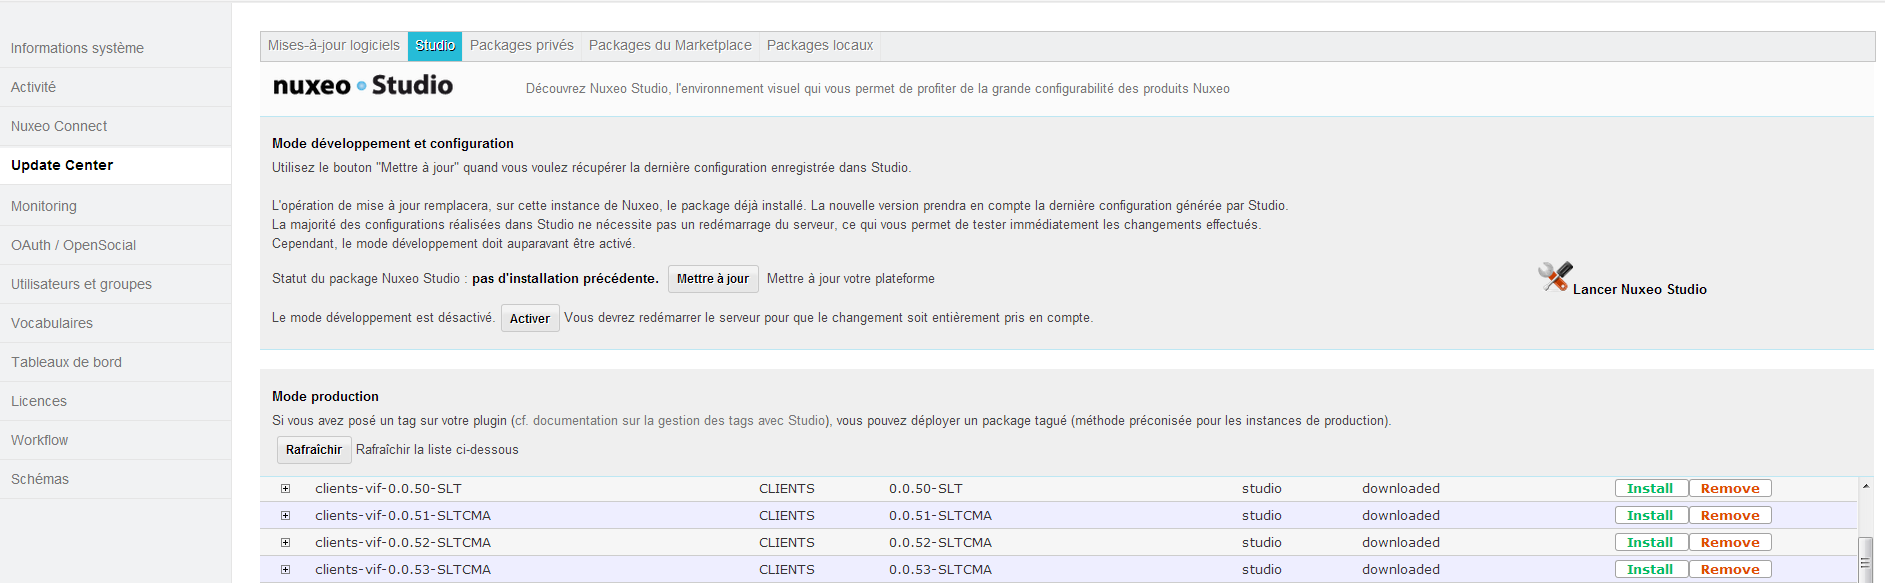 Informations système
Activité
Nuxeo Connect
Update Center
Monitoring
OAuth / OpenSocial
Utilisateurs et groupes
Vocabulaires
Tableaux de bord
Licences
Workflow
Schémas
Mises-à-jour logiciels Studio Packages privés Packages du Marketplace Packages locaux
nuxeo Studio Découvrez Nuxeo Studio, l'environnement visuel qui vous permet de profiter de la grande configurabilité des produits Nuxeo
Mode développement et configuration
Utilisez le bouton "Mettre à jour" quand vous voulez récupérer la dernière configuration enregistrée dans Studio.
L'opération de mise à jour remplacera, sur cette instance de Nuxeo, le package déjà installé. La nouvelle version prendra en compte la dernière configuration générée par Studio.
La majorité des configurations réalisées dans Studio ne nécessite pas un redémarrage du serveur, ce qui vous permet de tester immédiatement les changements effectués.
Cependant, le mode développement doit auparavant être activé.
Statut du package Nuxeo Studio : pas d'installation précédente. Mettre à jour Mettre à jour votre plateforme
Lancer Nuxeo Studio
Le mode développement est désactivé. Activer Vous devrez redémarrer le serveur pour que le changement soit entièrement pris en compte.
Mode production
Si vous avez posé un tag sur votre plugin (cf. documentation sur la gestion des tags avec Studio), vous pouvez déployer un package tagué (méthode préconisée pour les instances de production).
Rafraîchir Rafraîchir la liste ci-dessous
clients-vif-0.0.50-SLT CLIENTS 0.0.50-SLT studio downloaded Install Remove
clients-vif-0.0.51-SLTCMA CLIENTS 0.0.51-SLTCMA studio downloaded Install Remove
clients-vif-0.0.52-SLTCMA CLIENTS 0.0.52-SLTCMA studio downloaded Install Remove
clients-vif-0.0.53-SLTCMA CLIENTS 0.0.53-SLTCMA studio downloaded Install Remove